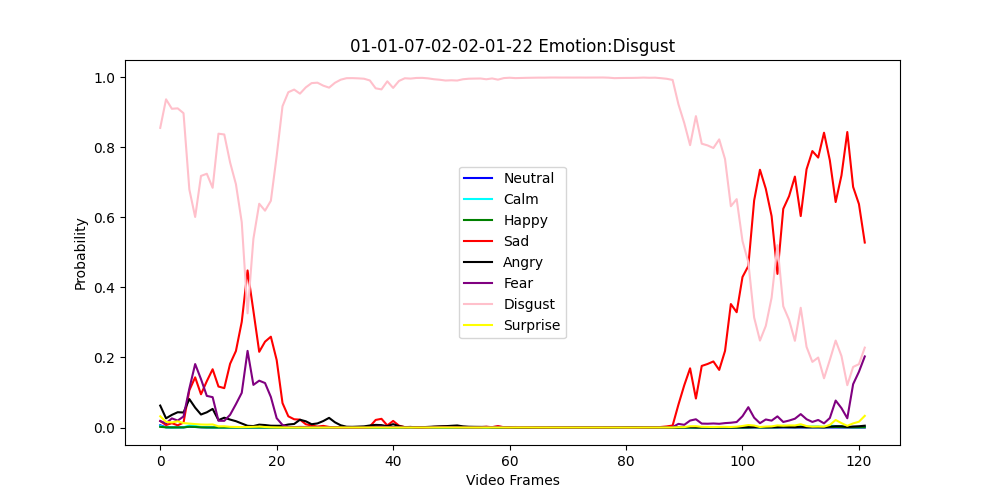 01-01-07-02-02-01-22 Emotion:Disgust
Probability
1.0
0.8
0.6
0.4
0.2
0.0
Neutral
Calm
Happy
Sad
Angry
Fear
Disgust
Surprise
0 20 40 60 80 100 120
Video Frames